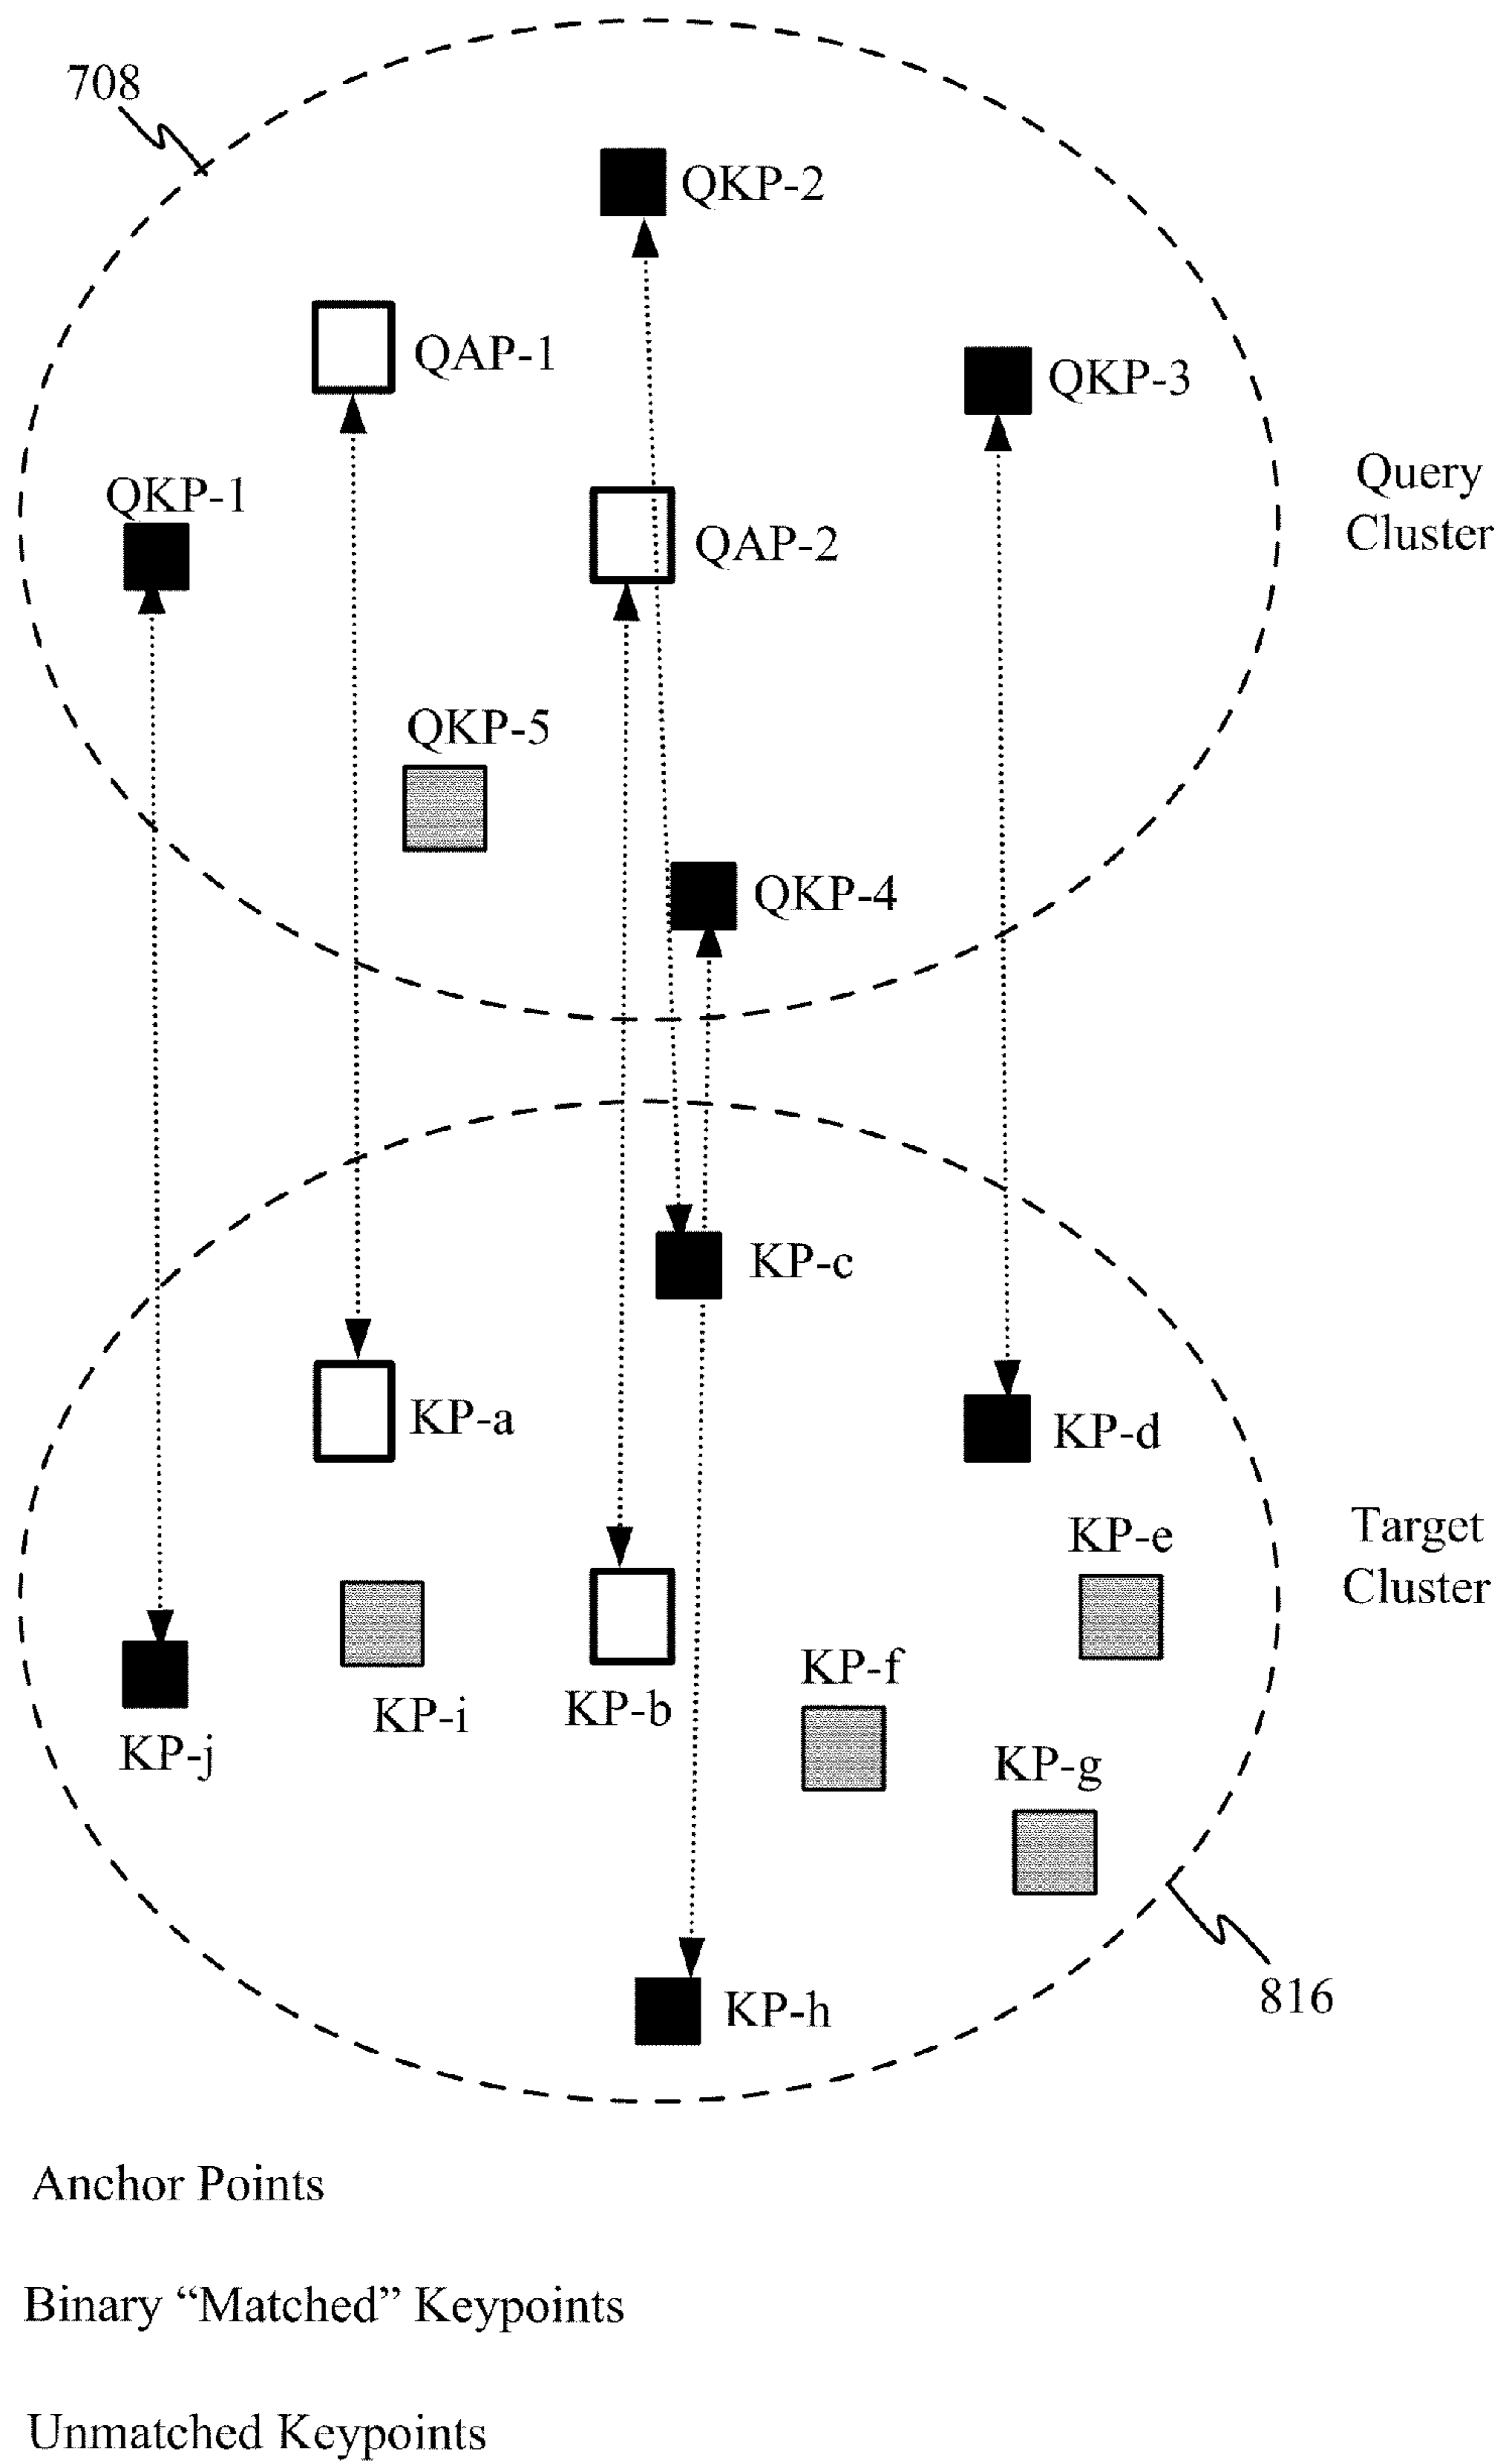 708
QKP-2
QAP-1
QKP-3
QKP-1
Query
Cluster
QAP-2
QKP-5
QKP-4
KP-c
KP-a
KP-d
Target
Cluster
KP-e
KP-f
KP-i
KP-b
KP-j
KP-g
816
KP-h
Anchor Points
Binary “Matched” Keypoints
Unmatched Keypoints